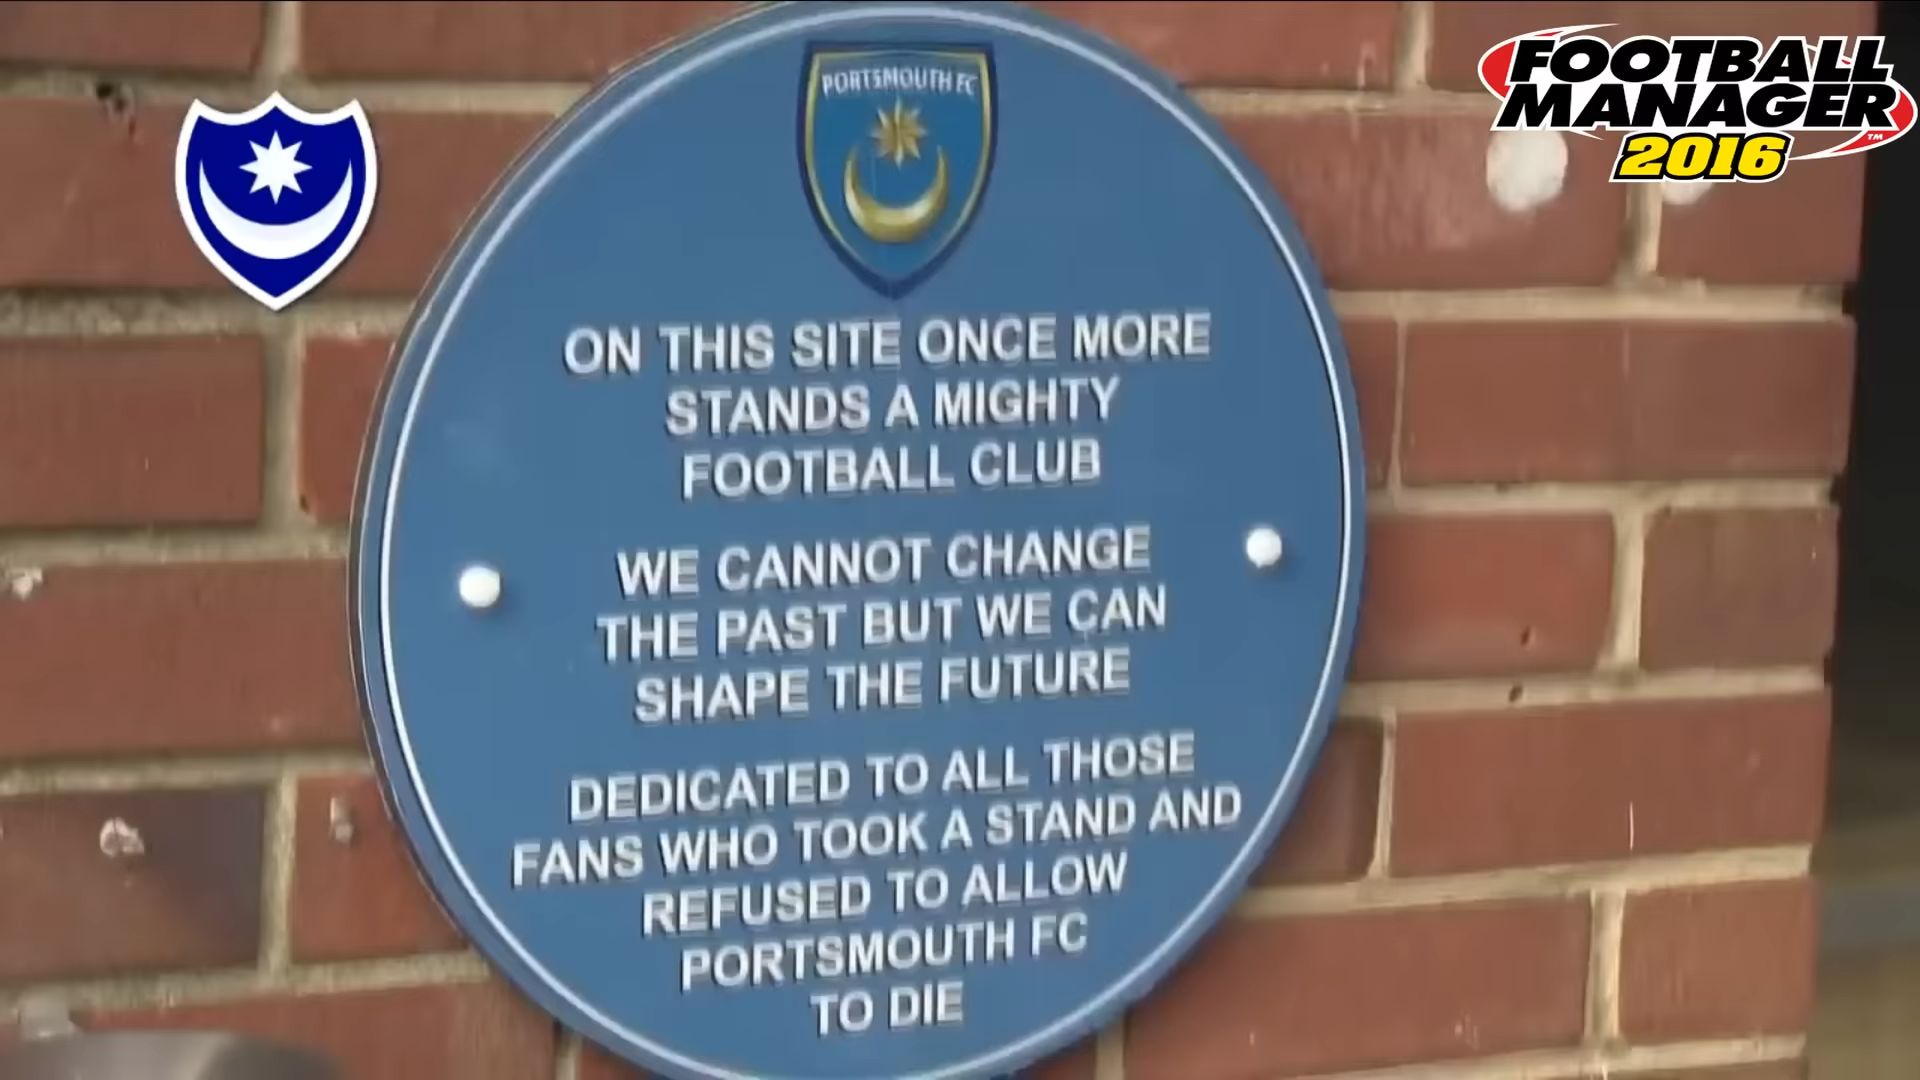 FOOTBALL
MANAGER
2016
™
PORTSMOUTH FC
ON THIS SITE ONCE MORE
STANDS A MIGHTY
FOOTBALL CLUB
WE CANNOT CHANGE
THE PAST BUT WE CAN
SHAPE THE FUTURE
DEDICATED TO ALL THOSE
FANS WHO TOOK A STAND AND
REFUSED TO ALLOW
PORTSMOUTH FC
TO DIE